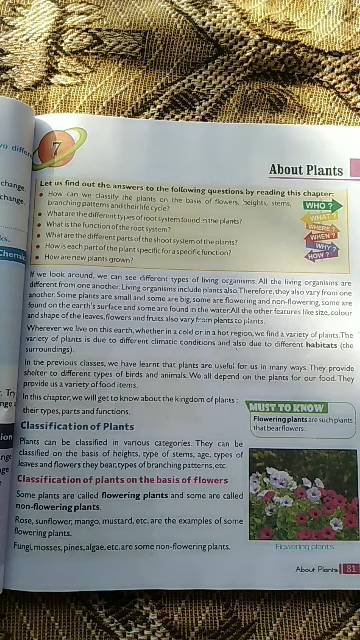 7
About Plants
Let us find out the answers to the following questions by reading this chapter:
• How can we classify the plants on the basis of flowers, heights, stems,
branching patterns and their life cycle?
• What are the different types of root system found in the plants?
• What is the function of the root system?
• What are the different parts of the shoot system of the plants?
• How is each part of the plant specific for a specific function?
• How are new plants grown?
WHO ?
WHAT ?
WHERE ?
WHEN ?
WHY ?
HOW ?
If we look around, we can see different types of living organisms. All the living organisms are
different from one another. Living organisms include plants also. Therefore, they also vary from one
another. Some plants are small and some are big, some are flowering and non-flowering, some are
found on the earth's surface and some are found in the water. All the other features like size, colour
and shape of the leaves, flowers and fruits also vary from plants to plants.
Wherever we live on this earth, whether in a cold or in a hot region, we find a variety of plants. The
variety of plants is due to different climatic conditions and also due to different habitats (the
surroundings).
In the previous classes, we have learnt that plants are useful for us in many ways. They provide
shelter to different types of birds and animals. We all depend on the plants for our food. They
provide us a variety of food items.
In this chapter, we will get to know about the kingdom of plants :
their types, parts and functions.
MUST TO KNOW
Flowering plants are such plants
that bear flowers.
Classification of Plants
Plants can be classified in various categories. They can be
classified on the basis of heights, type of stems, age, types of
leaves and flowers they bear, types of branching patterns, etc.
Classification of plants on the basis of flowers
Some plants are called flowering plants and some are called
non-flowering plants.
Rose, sunflower, mango, mustard, etc. are the examples of some
flowering plants.
Fungi, mosses, pines, algae, etc. are some non-flowering plants.
Flowering plants
About Plants 81
change,
change,